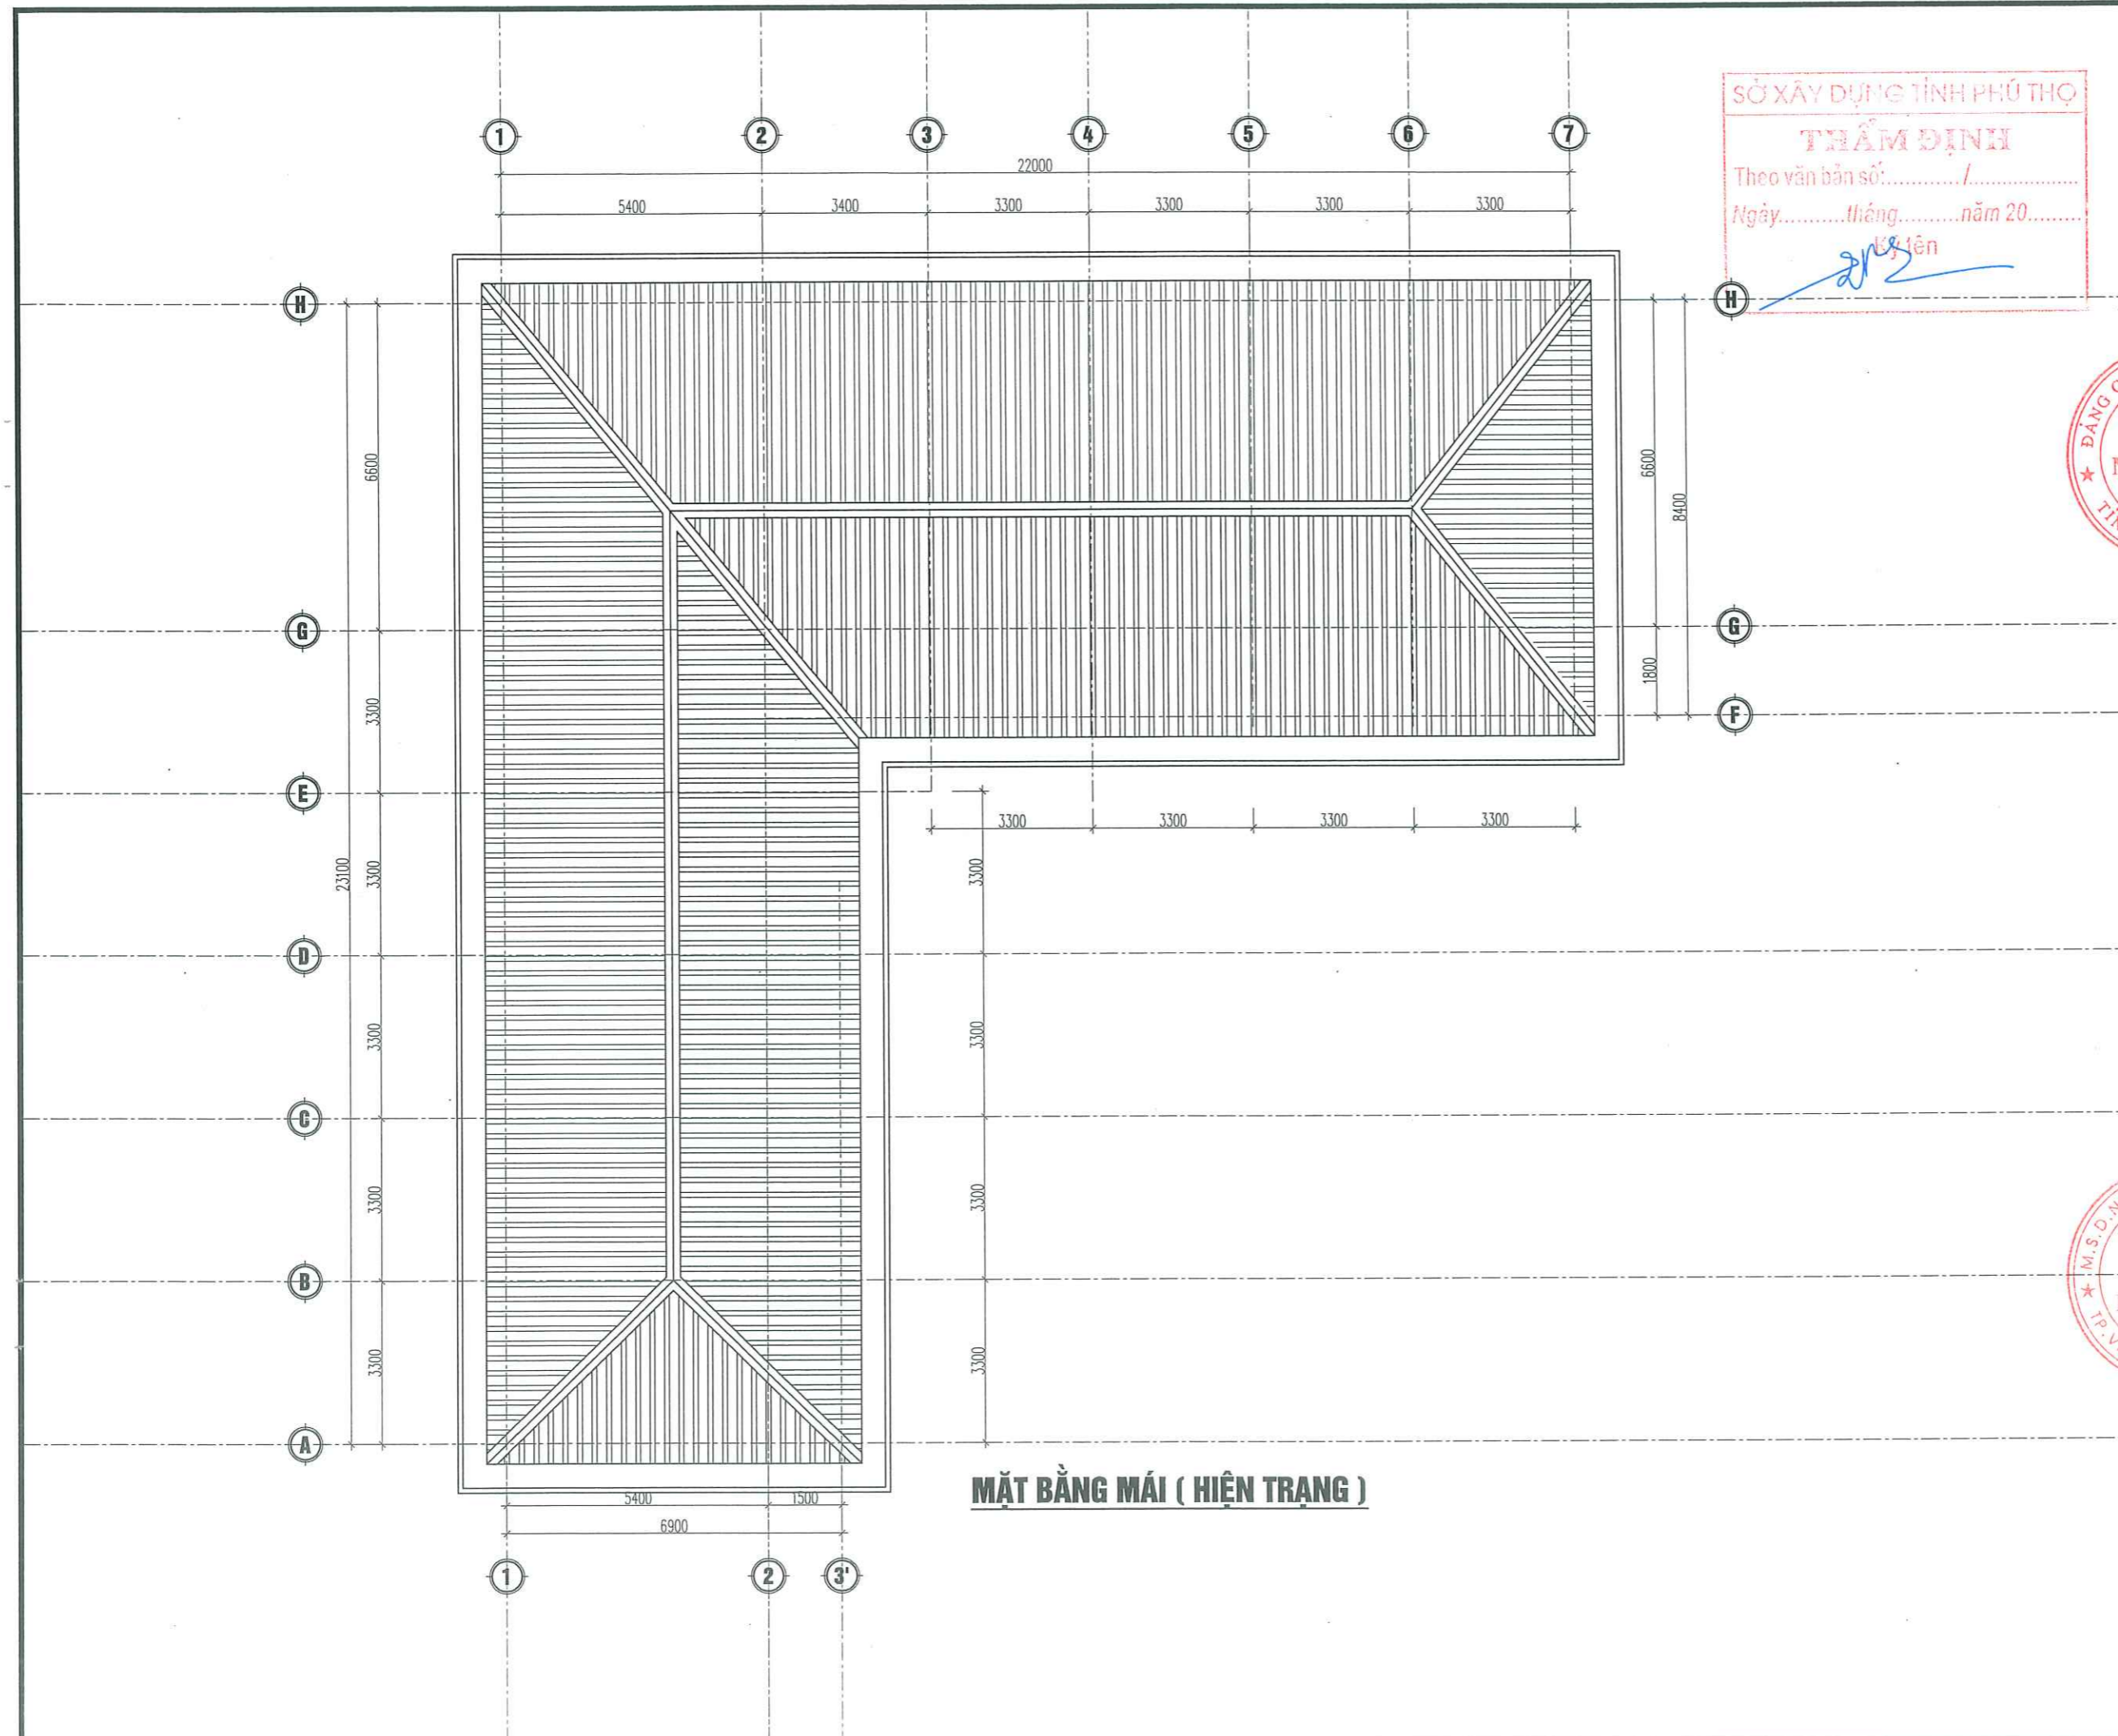 1 2 3 4 5 6 7
22000
5400 3400 3300 3300 3300 3300
SỞ XÂY DỰNG TỈNH PHÚ THỌ
THẨM ĐỊNH
Theo văn bản số:............/..................
Ngày..........tháng.........năm 20.........
Ký tên
H H
6600 6600
8400
G G
1800
3300
F
E
3300 3300 3300 3300
23100
3300 3300
D
3300 3300
C
3300 3300
B
3300 3300
A
MẶT BẰNG MÁI ( HIỆN TRẠNG )
5400 1500
6900
1 2 3'
★ ĐẢNG
★ M.S.D.N